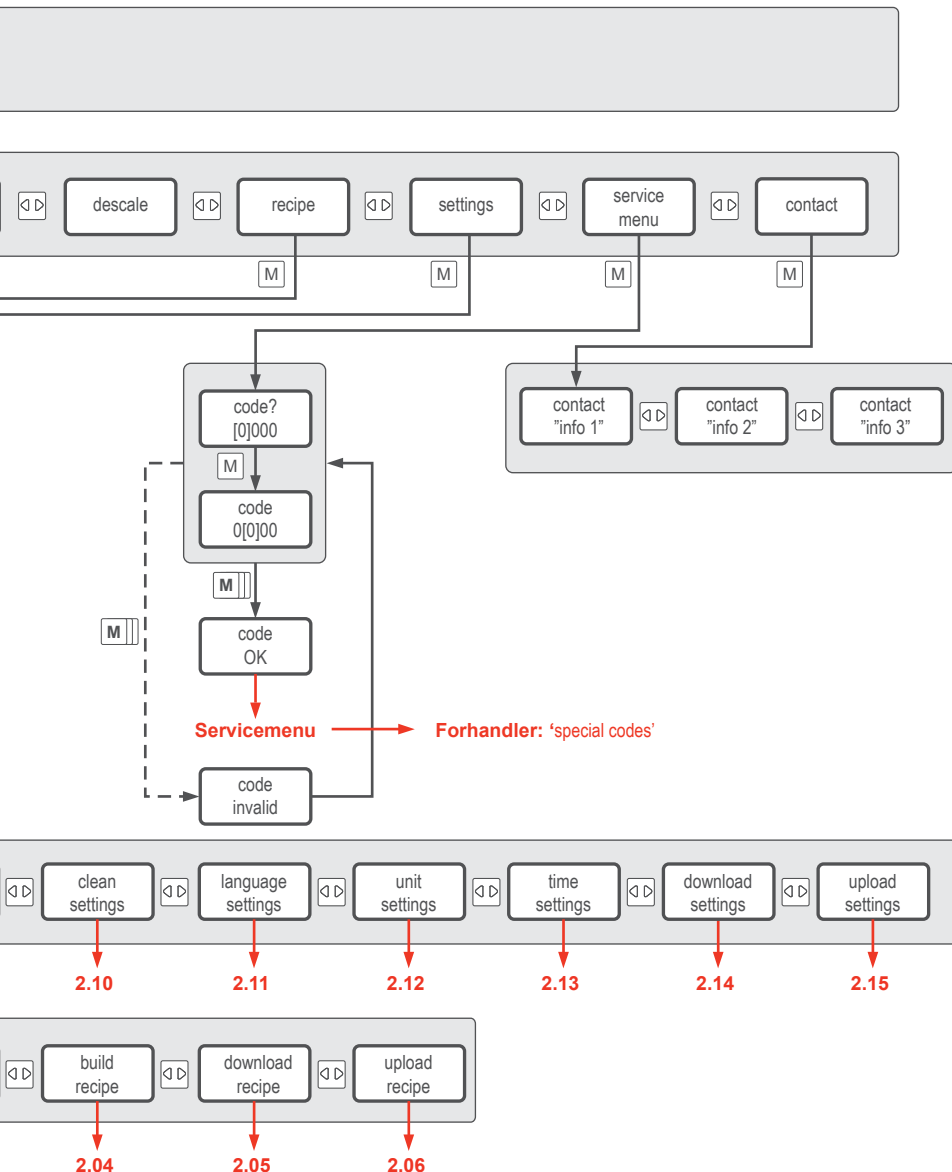 descale
recipe
settings
service
menu
contact
M
M
M
M
code?
[0]000
M
code
0[0]00
M
M
code
OK
Servicemenu
Forhandler: ‘special codes’
code
invalid
contact
”info 1”
contact
”info 2”
contact
”info 3”
clean
settings
language
settings
unit
settings
time
settings
download
settings
upload
settings
2.10
2.11
2.12
2.13
2.14
2.15
build
recipe
download
recipe
upload
recipe
2.04
2.05
2.06